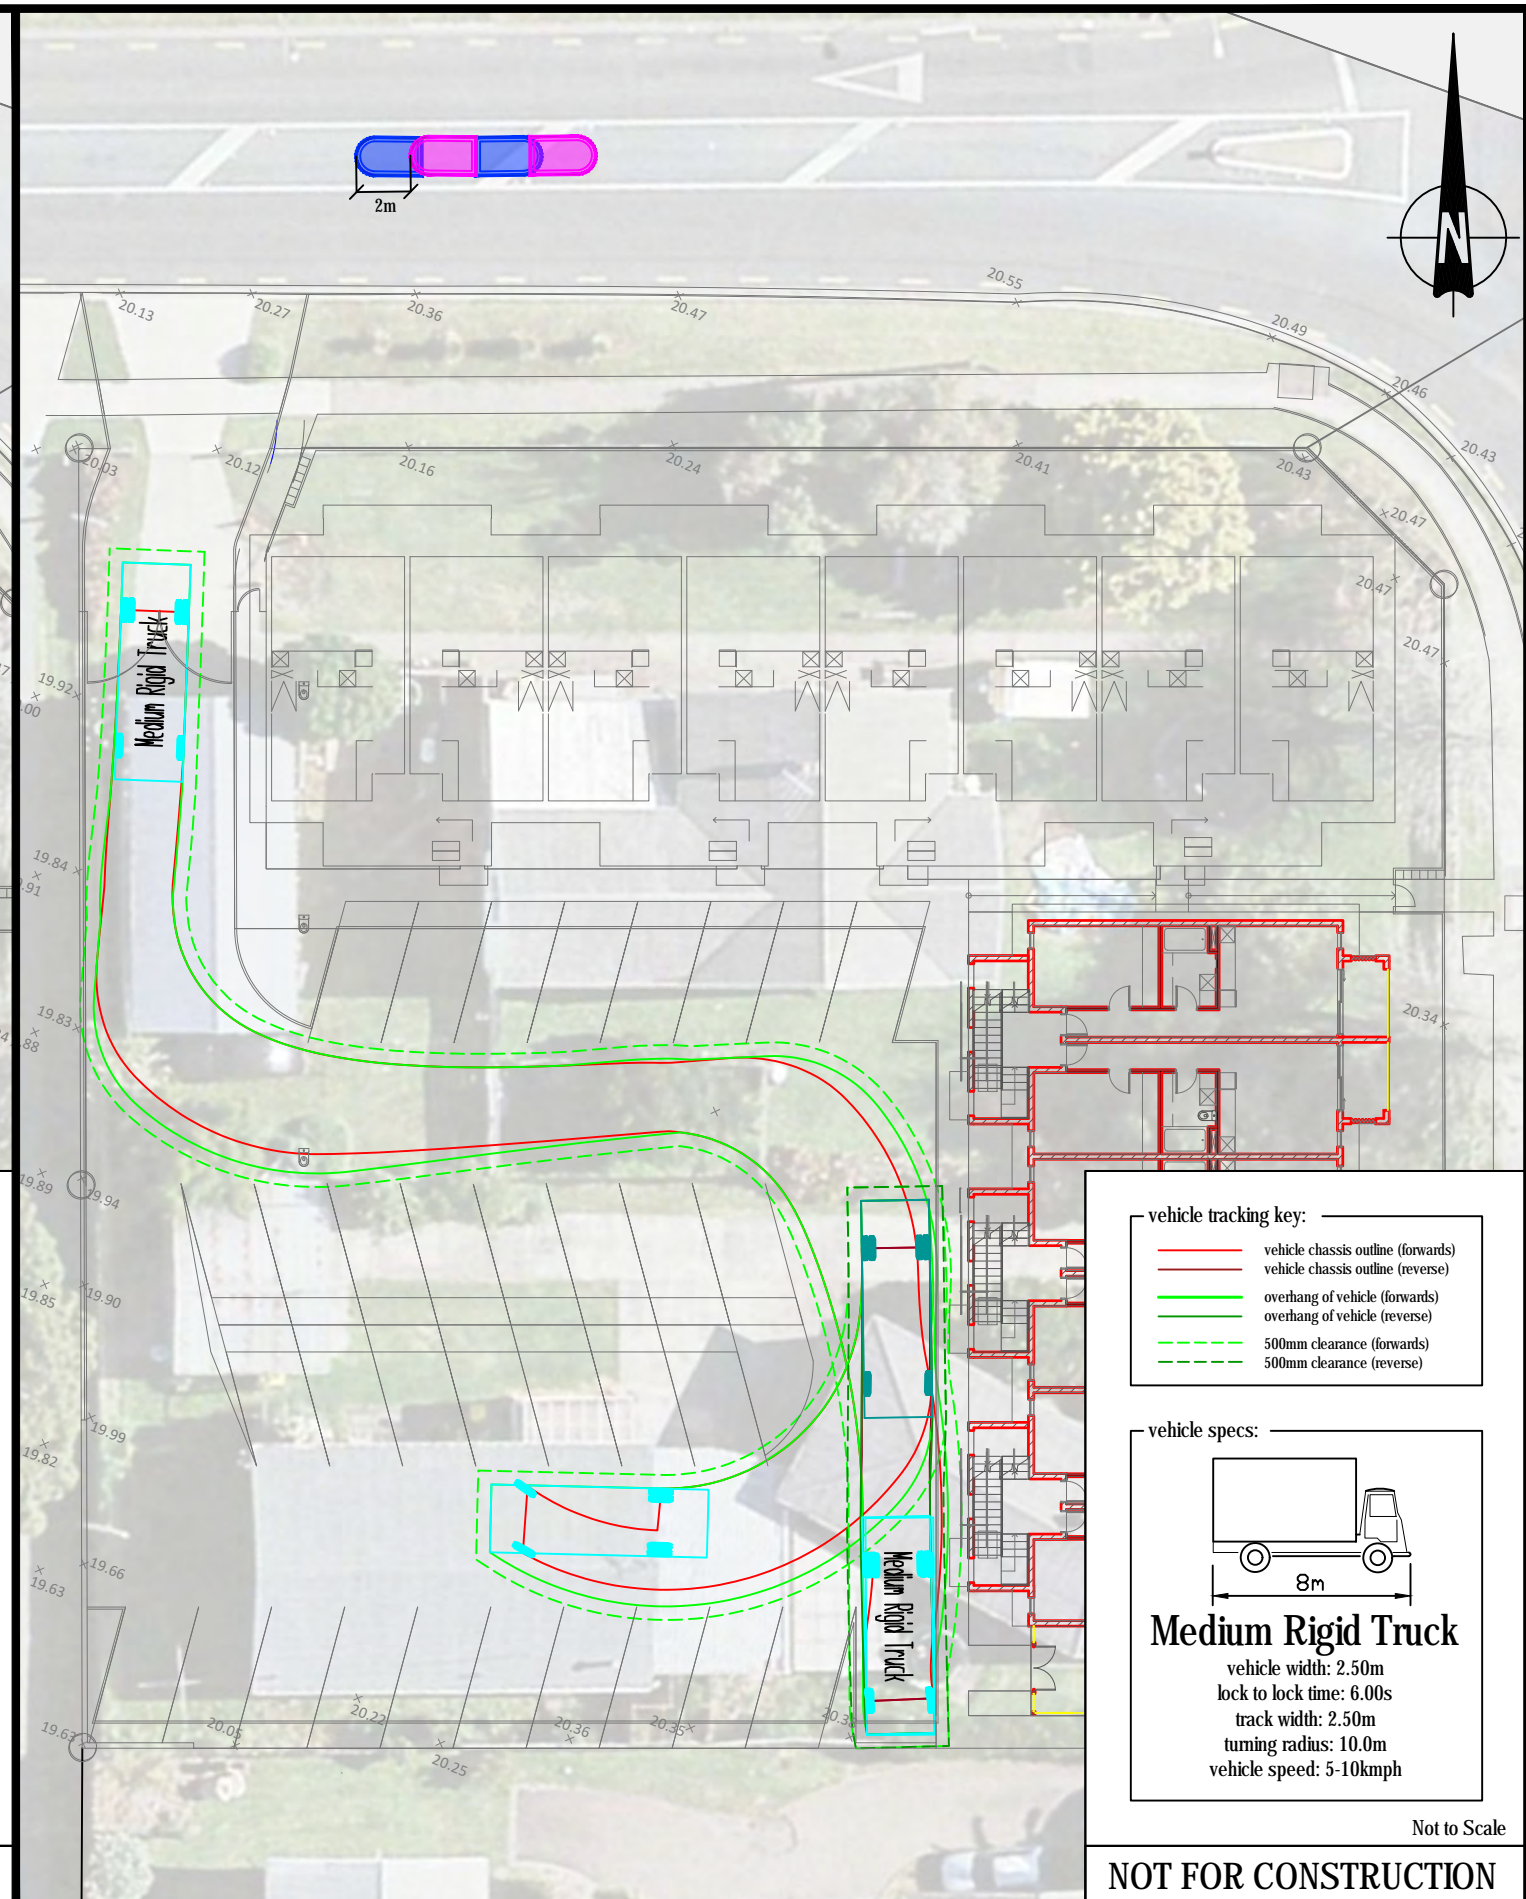 2m
N
20.55
20.13
20.27
20.36
20.47
20.49
20.46
20.03
20.12
20.16
20.24
20.41
20.43
20.43
20.47
20.47
20.47
Medium Rigid Truck
19.92
.00
19.84
.91
19.83
.88
20.34
19.89
19.94
19.85
19.90
19.99
19.82
19.66
19.63
19.63
20.05
20.22
20.36
20.35
20.25
Medium Rigid Truck
vehicle tracking key:
vehicle chassis outline (forwards)
vehicle chassis outline (reverse)
overhang of vehicle (forwards)
overhang of vehicle (reverse)
500mm clearance (forwards)
500mm clearance (reverse)
vehicle specs:
8m
Medium Rigid Truck
vehicle width: 2.50m
lock to lock time: 6.00s
track width: 2.50m
turning radius: 10.0m
vehicle speed: 5-10kmph
Not to Scale
NOT FOR CONSTRUCTION